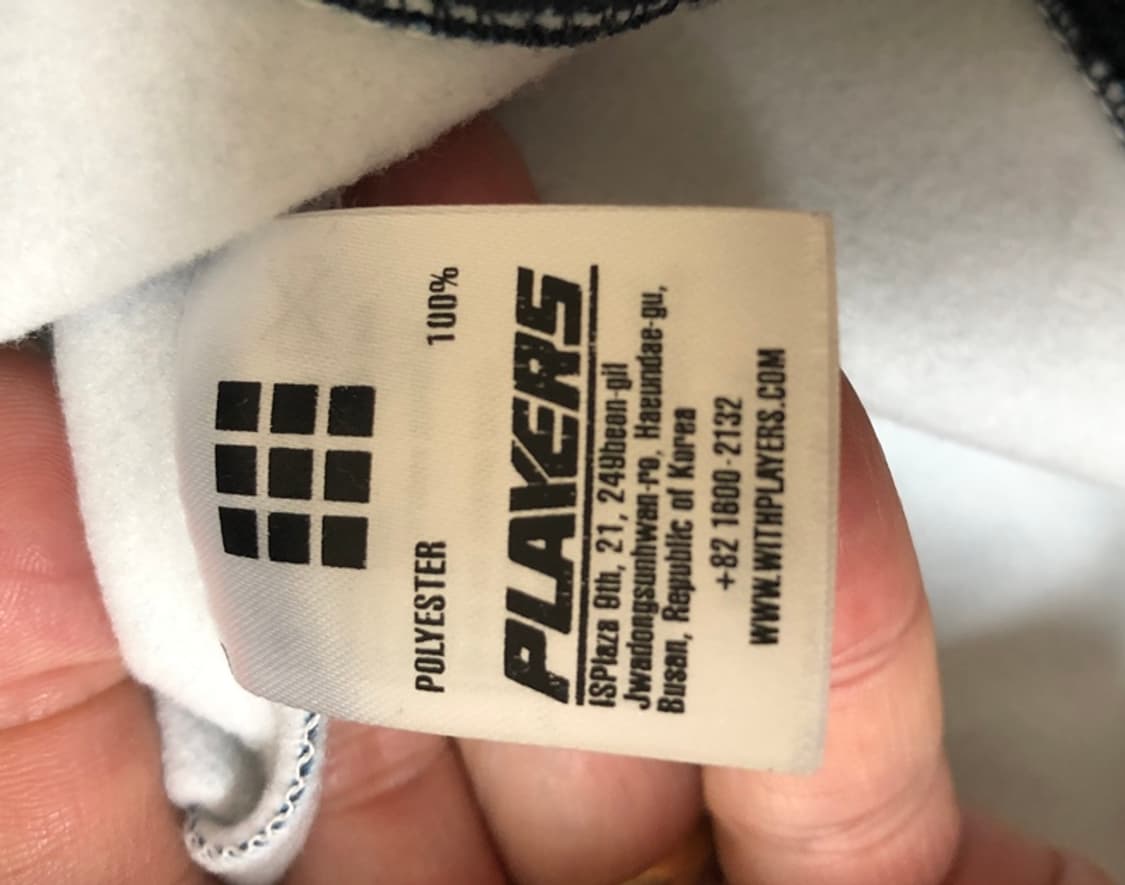 POLYESTER 100%
PLAYERS
ISPlaza 9th, 21, 249beon-gil
Jwadongsunhwan-ro, Haeundae-gu,
Busan, Republic of Korea
+82 1600-2132
WWW.WITHPLAYERS.COM